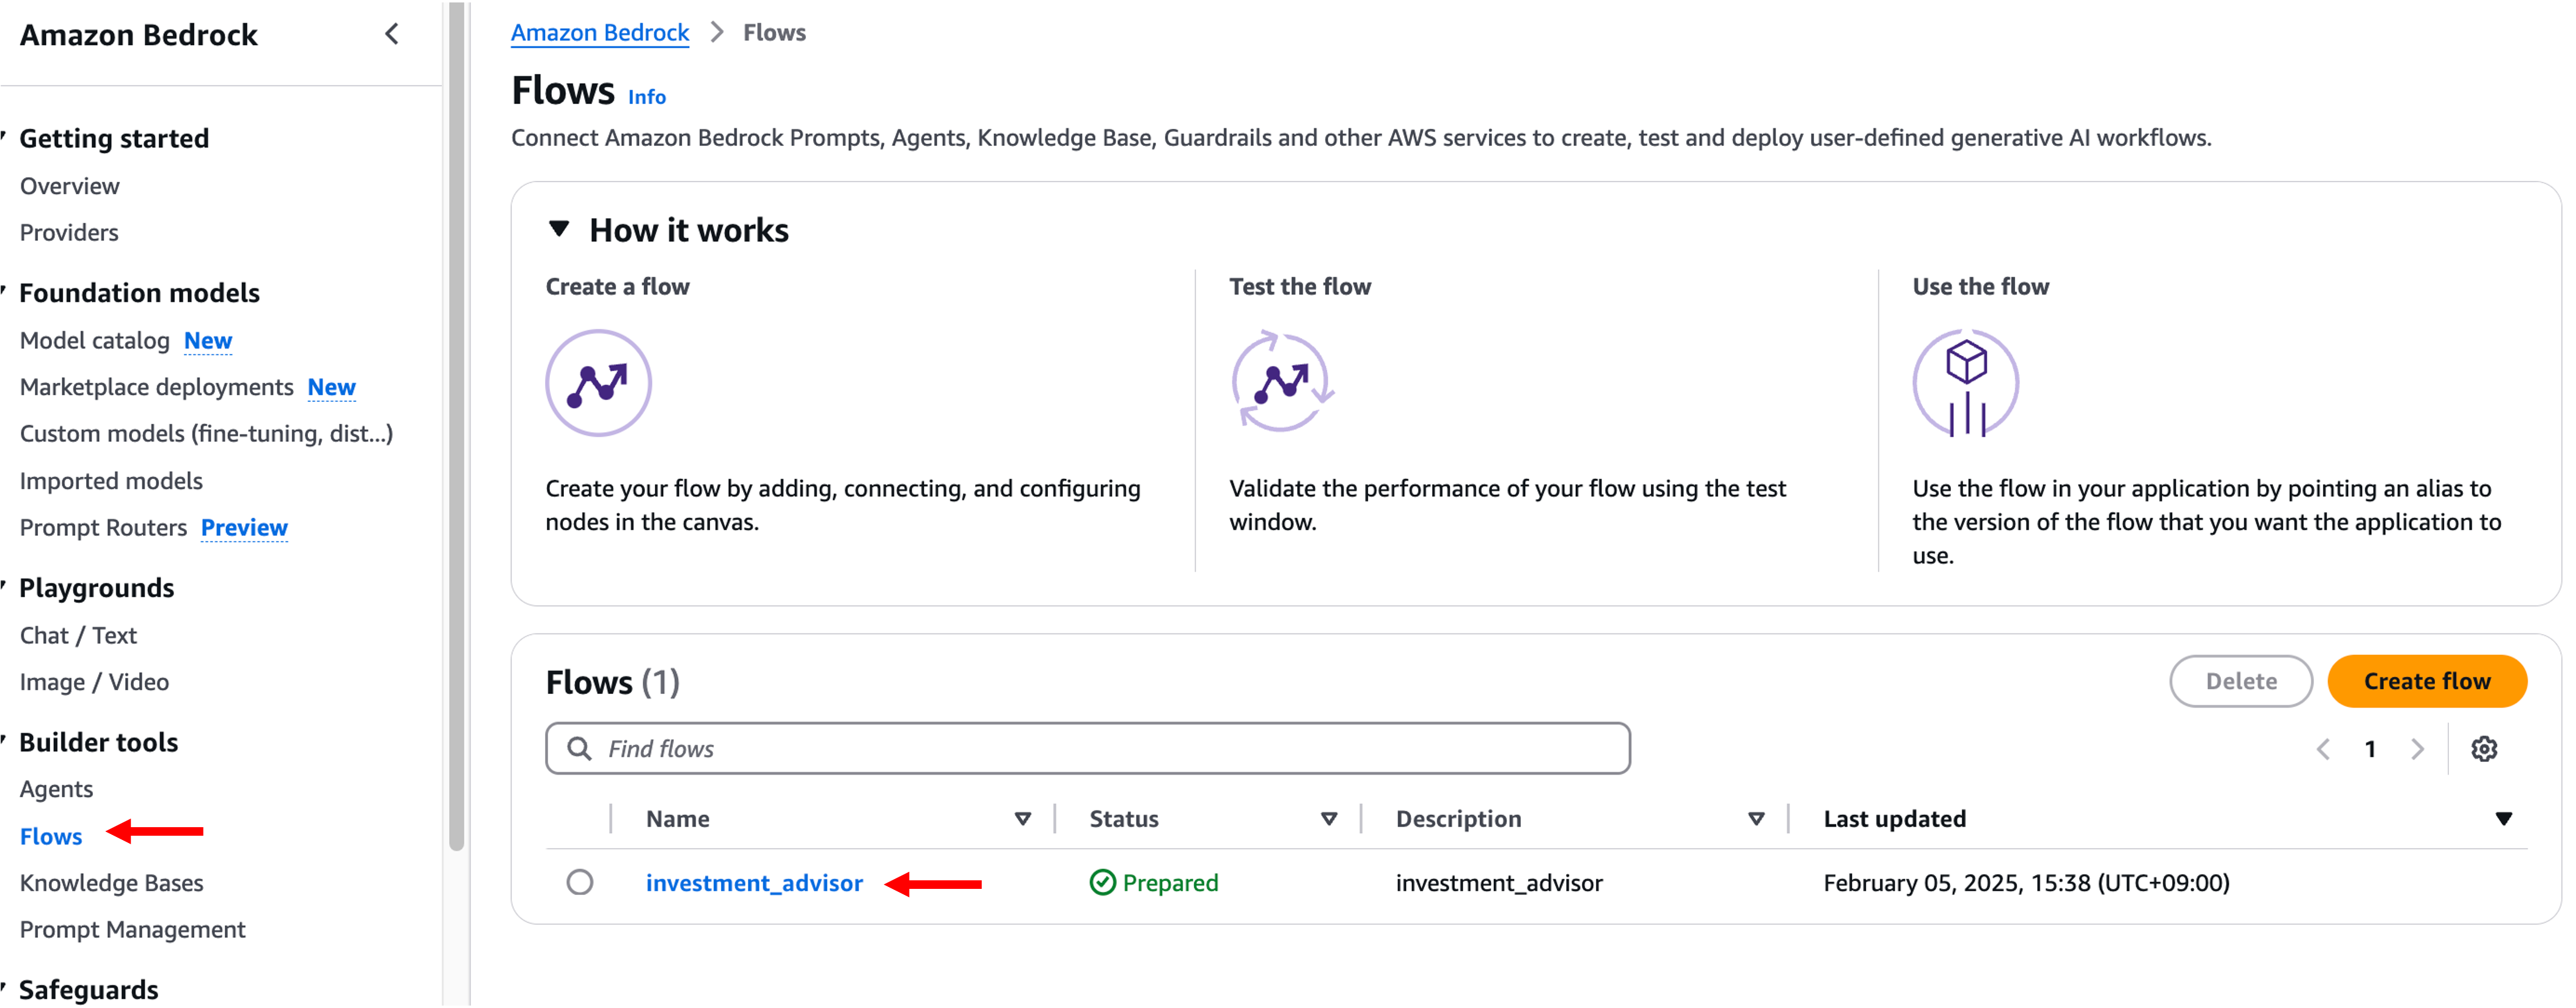 Amazon Bedrock
Getting started
Overview
Providers
Foundation models
Model catalog New
Marketplace deployments New
Custom models (fine-tuning, dist...)
Imported models
Prompt Routers Preview
Playgrounds
Chat / Text
Image / Video
Builder tools
Agents
Flows
Knowledge Bases
Prompt Management
Safeguards
Amazon Bedrock > Flows
Flows Info
Connect Amazon Bedrock Prompts, Agents, Knowledge Base, Guardrails and other AWS services to create, test and deploy user-defined generative AI workflows.
How it works
Create a flow
Create your flow by adding, connecting, and configuring
nodes in the canvas.
Test the flow
Validate the performance of your flow using the test
window.
Use the flow
Use the flow in your application by pointing an alias to
the version of the flow that you want the application to
use.
Flows (1)
Delete
Create flow
Find flows
1
Name Status Description Last updated
investment_advisor Prepared investment_advisor February 05, 2025, 15:38 (UTC+09:00)